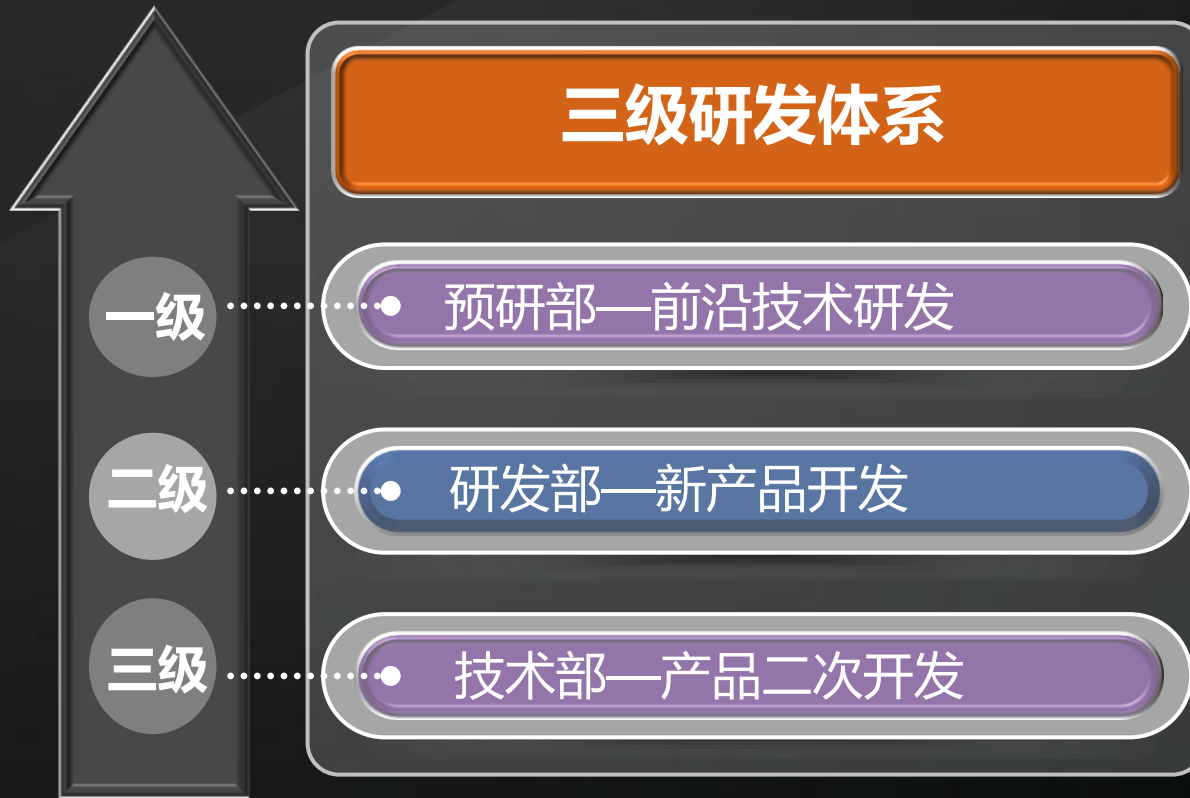 三级研发体系
一级
预研部—前沿技术研发
二级
研发部—新产品开发
三级
技术部—产品二次开发